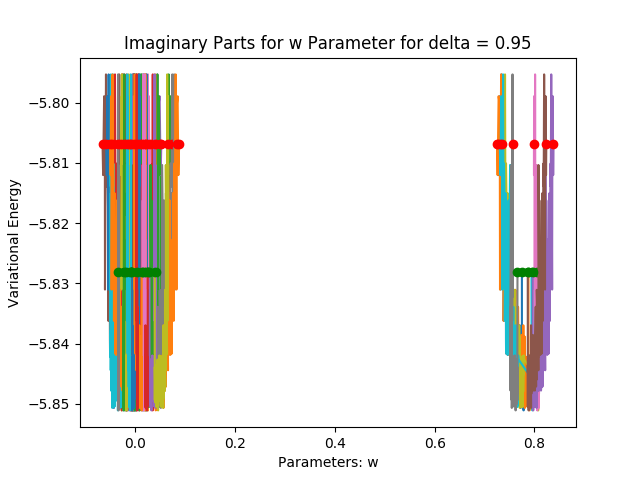 Imaginary Parts for w Parameter for delta = 0.95
Variational Energy
−5.80
−5.81
−5.82
−5.83
−5.84
−5.85
0.0 0.2 0.4 0.6 0.8
Parameters: w